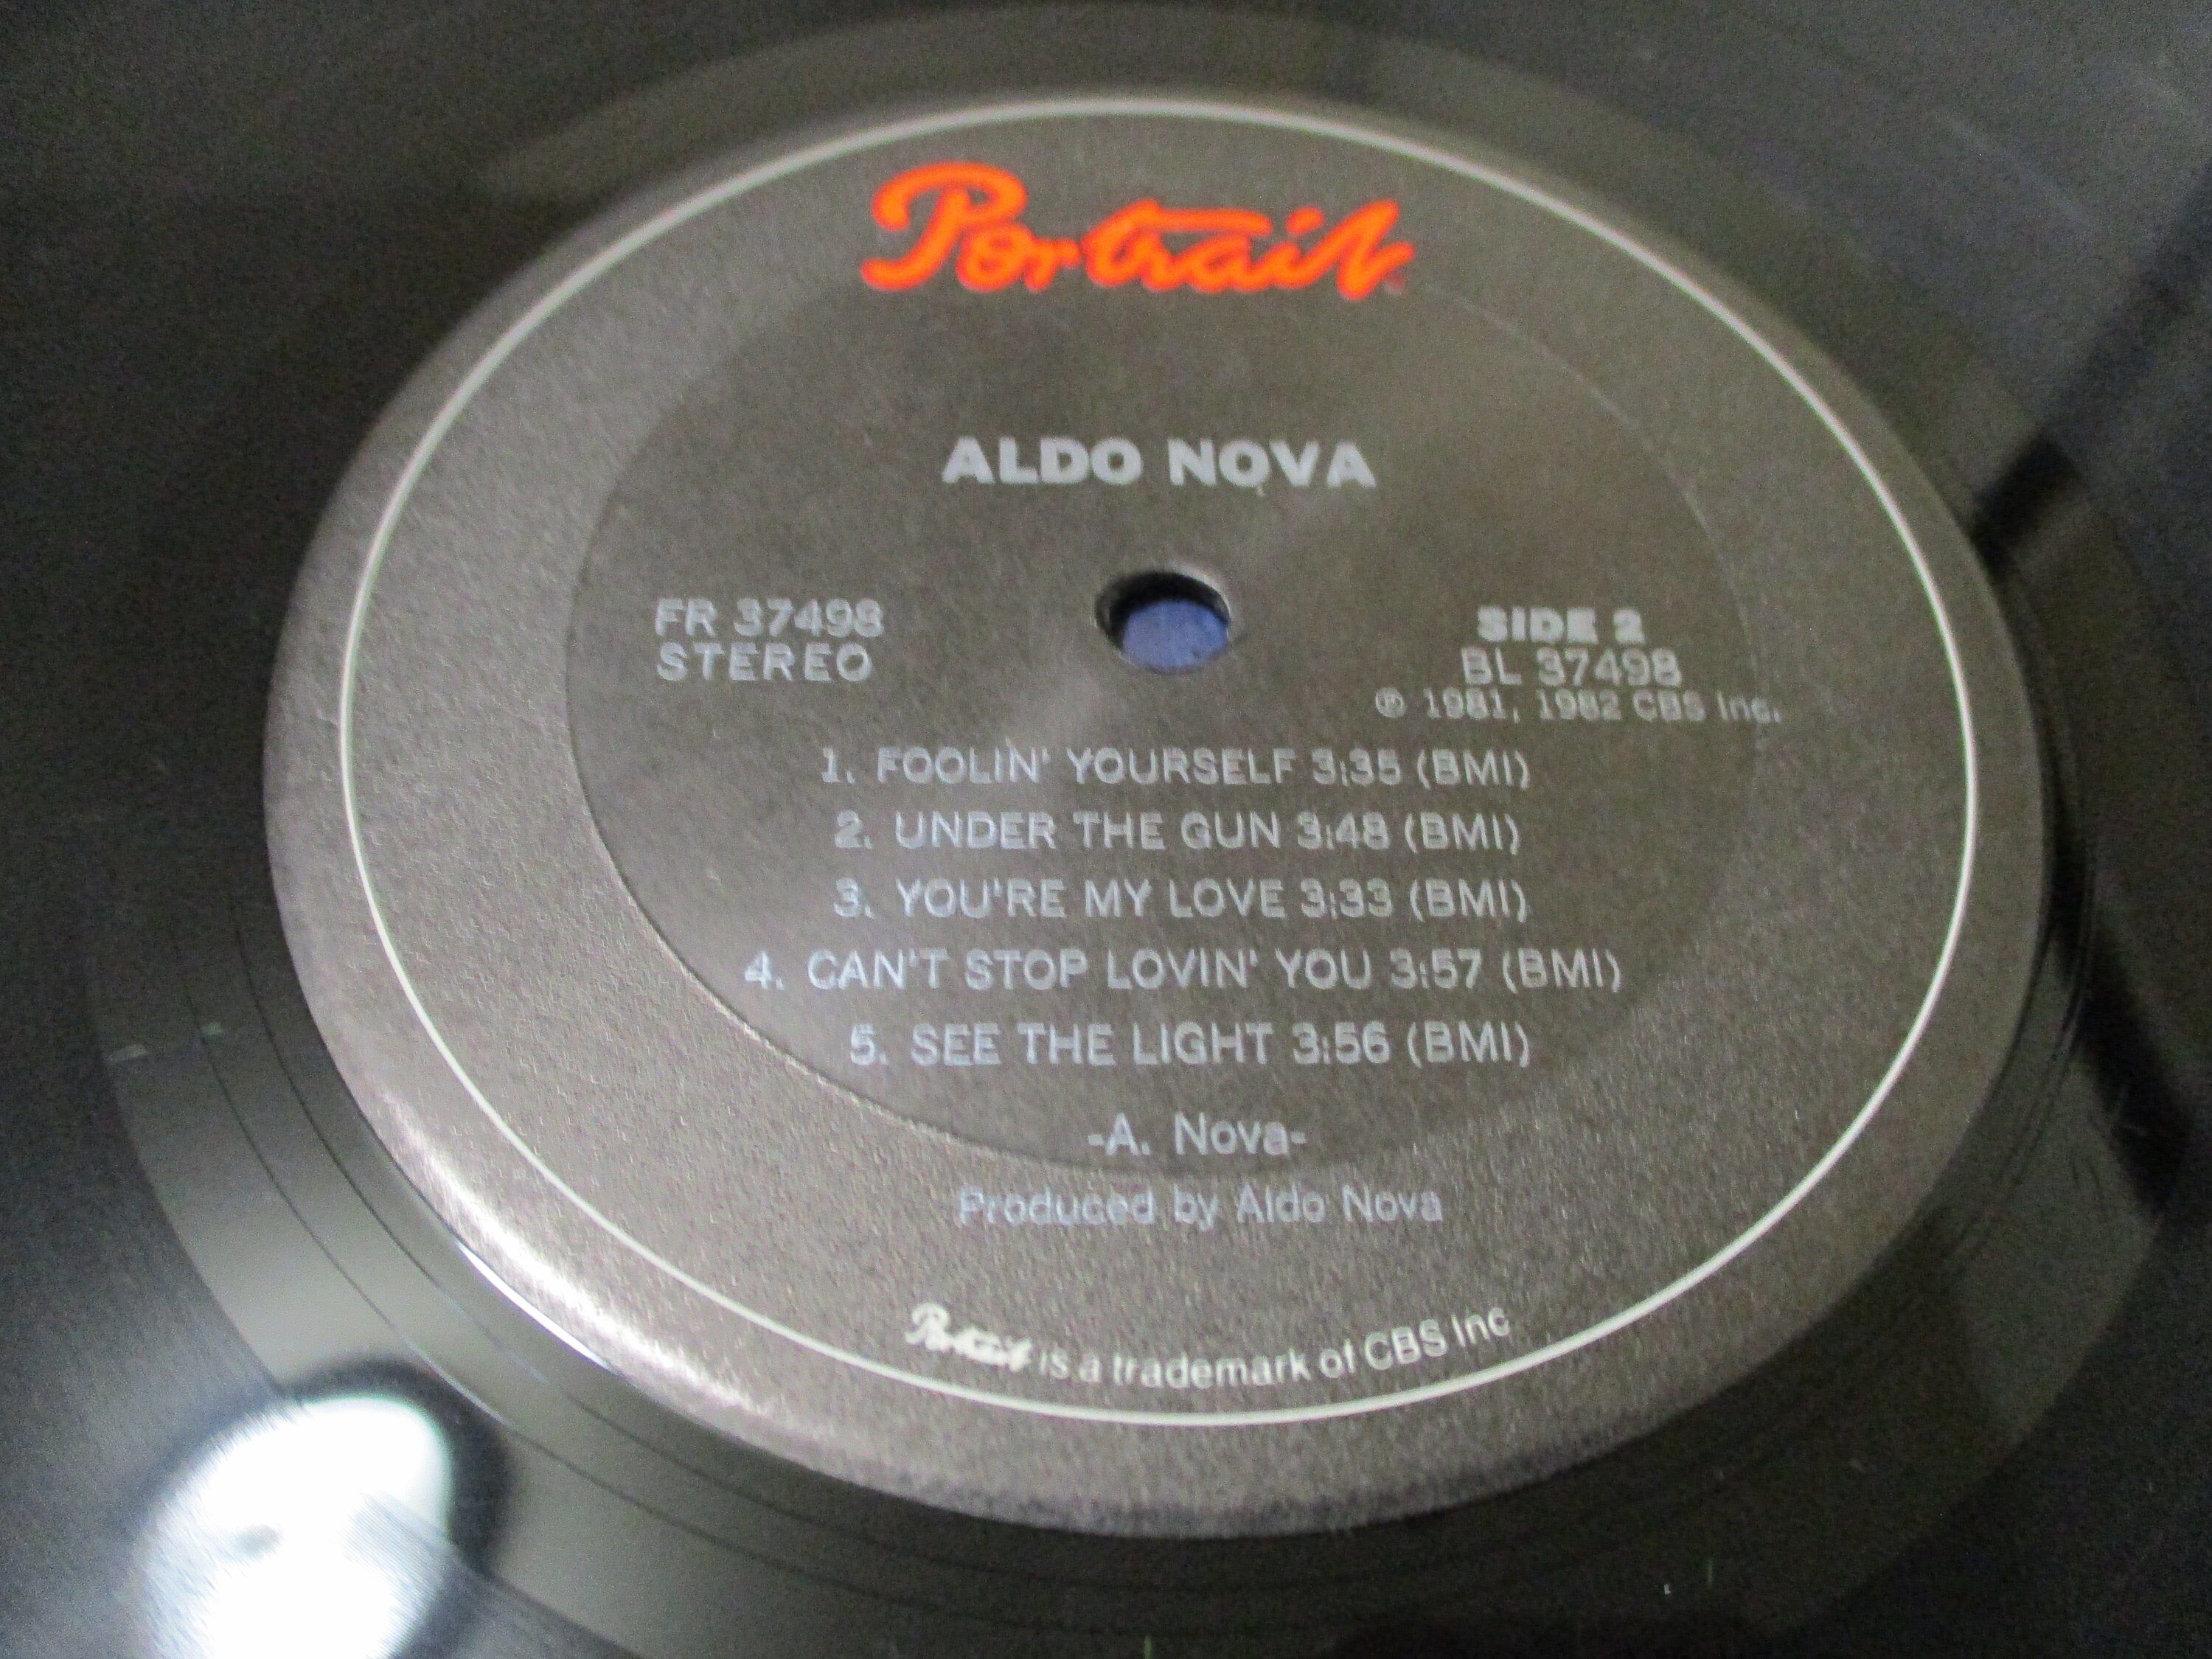 Portrait
ALDO NOVA
FR 37498
STEREO
SIDE 2
BL 37498
℗ 1981, 1982 CBS Inc.
1. FOOLIN' YOURSELF 3:35 (BMI)
2. UNDER THE GUN 3:48 (BMI)
3. YOU'RE MY LOVE 3:33 (BMI)
4. CAN'T STOP LOVIN' YOU 3:57 (BMI)
5. SEE THE LIGHT 3:56 (BMI)
-A. Nova-
Produced by Aldo Nova
Portrait is a trademark of CBS Inc